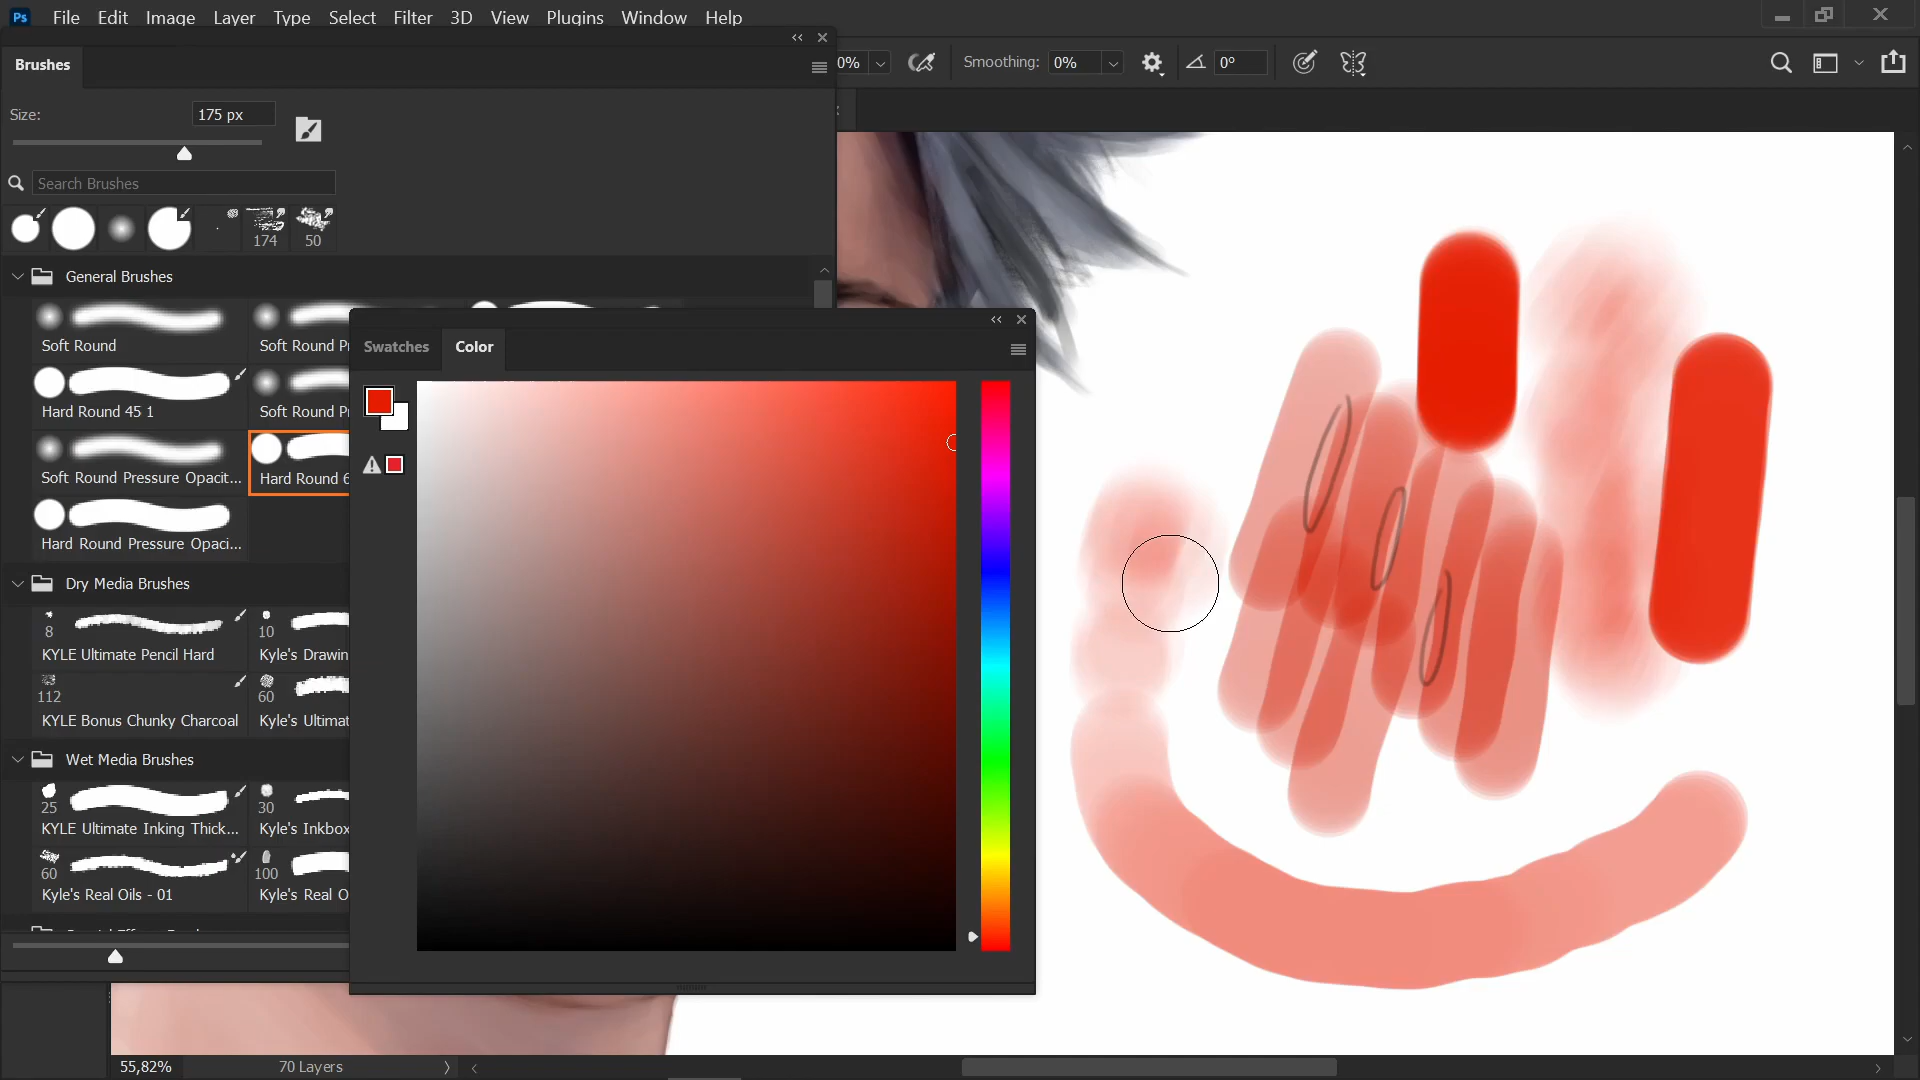 Ps File Edit Image Layer Type Select Filter 3D View Plugins Window Help
Brushes
0% Smoothing: 0% 0°
Size: 175 px
Search Brushes
174 50
General Brushes
Soft Round
Soft Round Pr
Hard Round 45 1
Soft Round Pr
Soft Round Pressure Opacit...
Hard Round 6
Hard Round Pressure Opaci...
Swatches Color
Dry Media Brushes
8
KYLE Ultimate Pencil Hard
10
Kyle's Drawin
112
KYLE Bonus Chunky Charcoal
60
Kyle's Ultimat
Wet Media Brushes
25
KYLE Ultimate Inking Thick...
30
Kyle's Inkbox
60
Kyle's Real Oils - 01
100
Kyle's Real O
55,82% 70 Layers